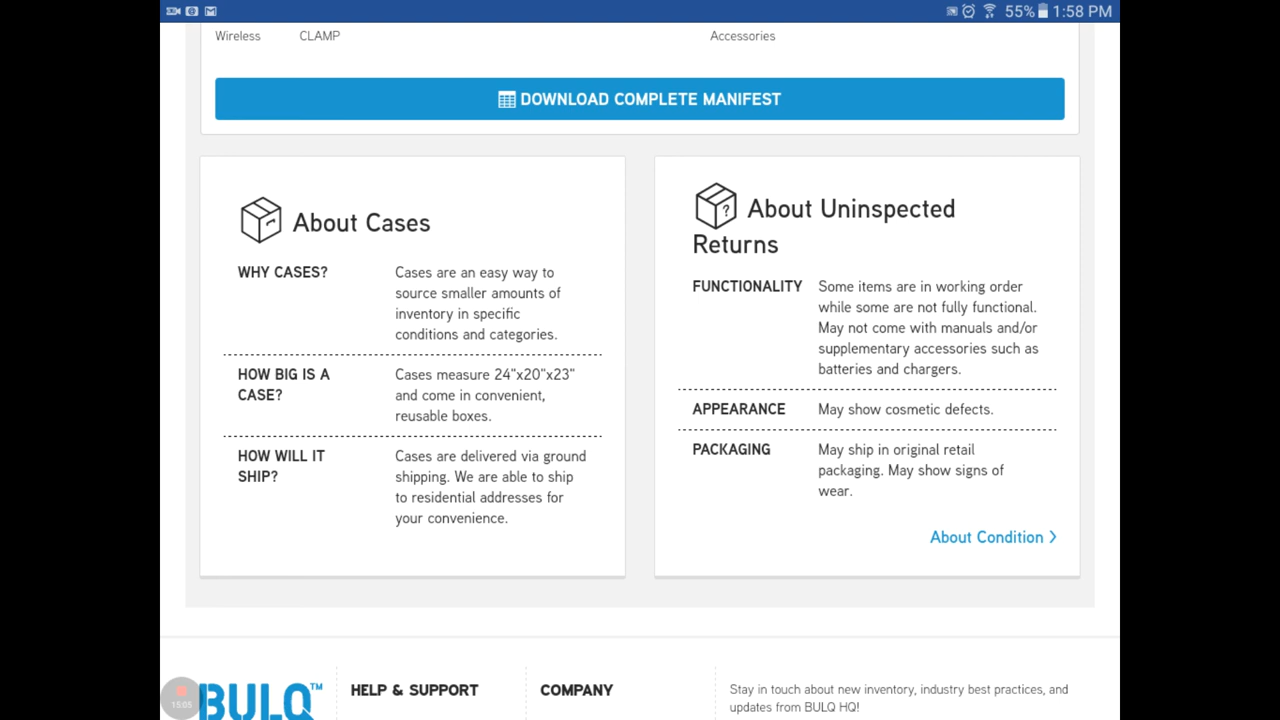 55% 1:58 PM
Wireless CLAMP Accessories
DOWNLOAD COMPLETE MANIFEST
About Cases
WHY CASES?
Cases are an easy way to
source smaller amounts of
inventory in specific
conditions and categories.
HOW BIG IS A
CASE?
Cases measure 24"x20"x23"
and come in convenient,
reusable boxes.
HOW WILL IT
SHIP?
Cases are delivered via ground
shipping. We are able to ship
to residential addresses for
your convenience.
About Uninspected
Returns
FUNCTIONALITY
Some items are in working order
while some are not fully functional.
May not come with manuals and/or
supplementary accessories such as
batteries and chargers.
APPEARANCE
May show cosmetic defects.
PACKAGING
May ship in original retail
packaging. May show signs of
wear.
About Condition >
15:05
BULQ™
HELP & SUPPORT
COMPANY
Stay in touch about new inventory, industry best practices, and
updates from BULQ HQ!